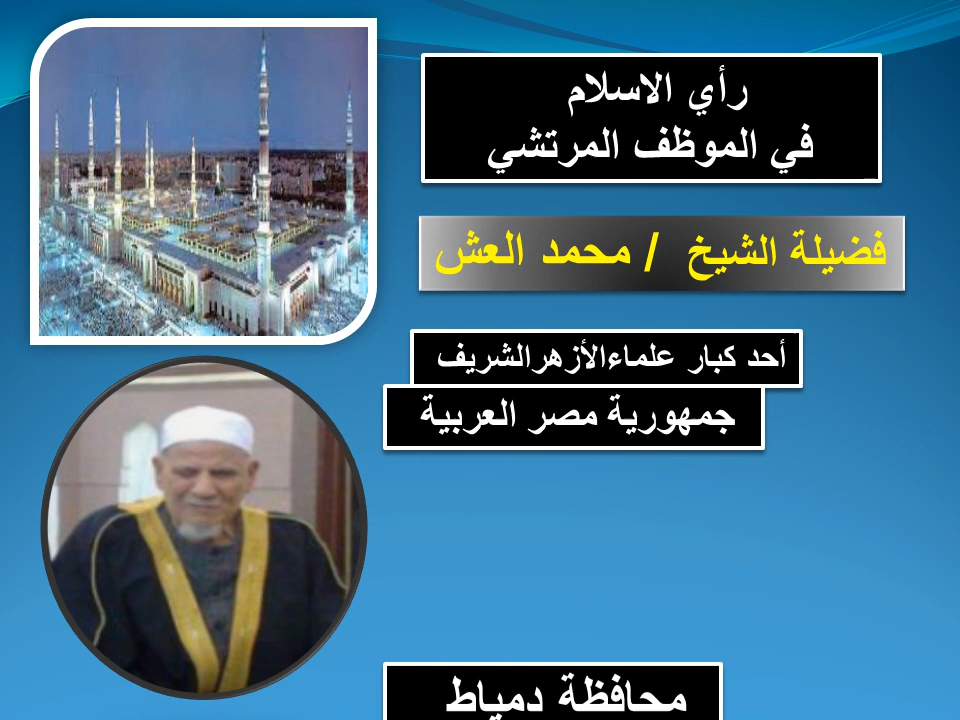 رأي الاسلام
في الموظف المرتشي
فضيلة الشيخ / محمد العش
أحد كبار علماءالأزهرالشريف
جمهورية مصر العربية
محافظة دمياط